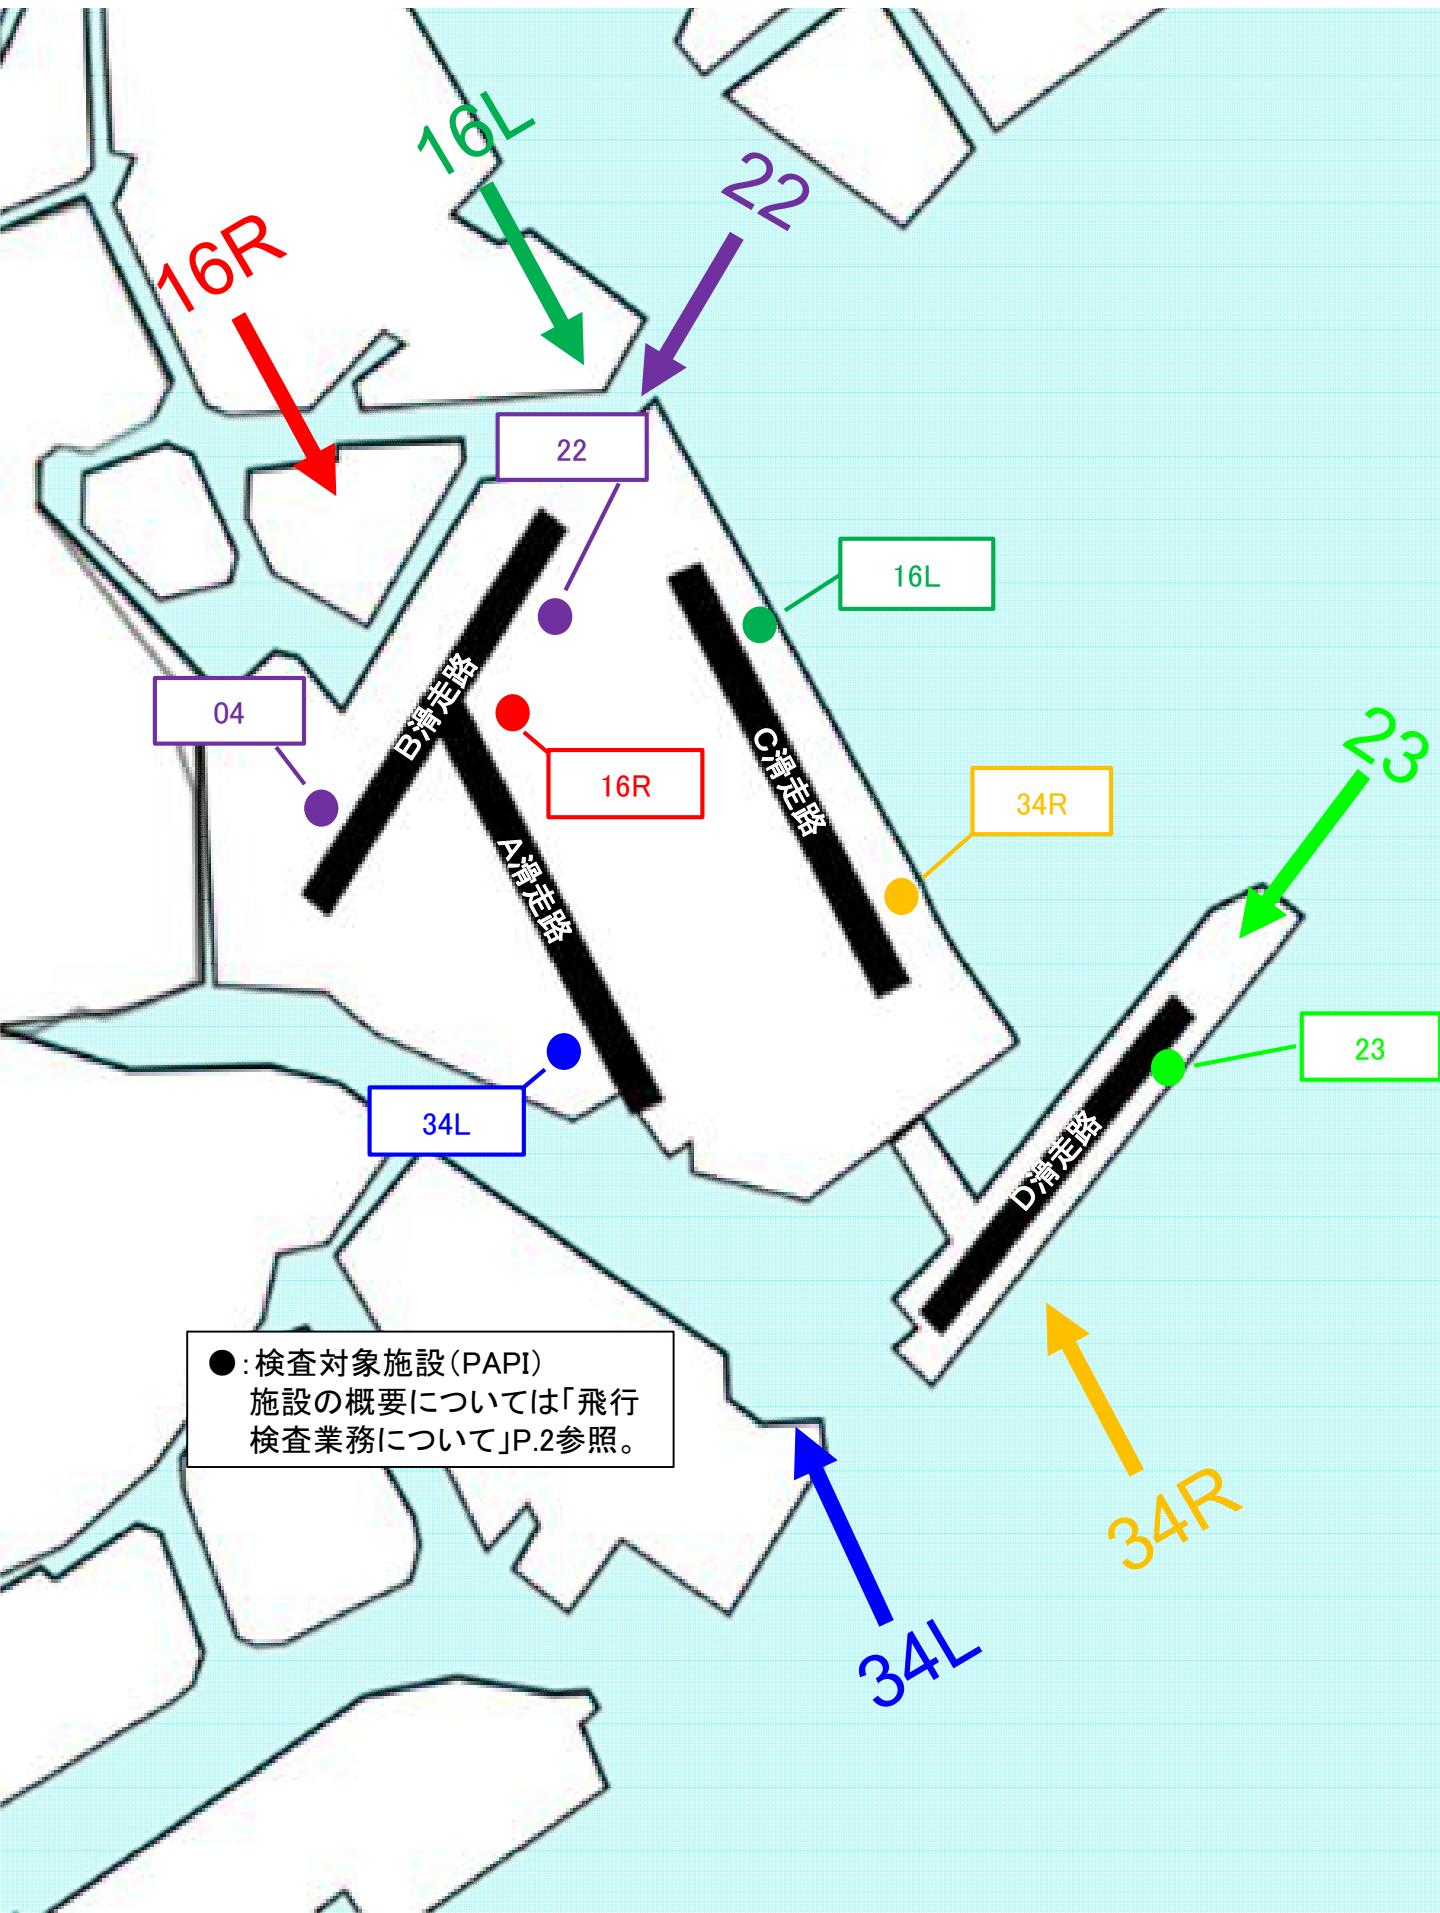 16L
22
16R
22
16L
04
B滑走路
16R
C滑走路
23
34R
A滑走路
23
34L
D滑走路
●:検査対象施設(PAPI)
施設の概要については「飛行
検査業務について」P.2参照。
34R
34L